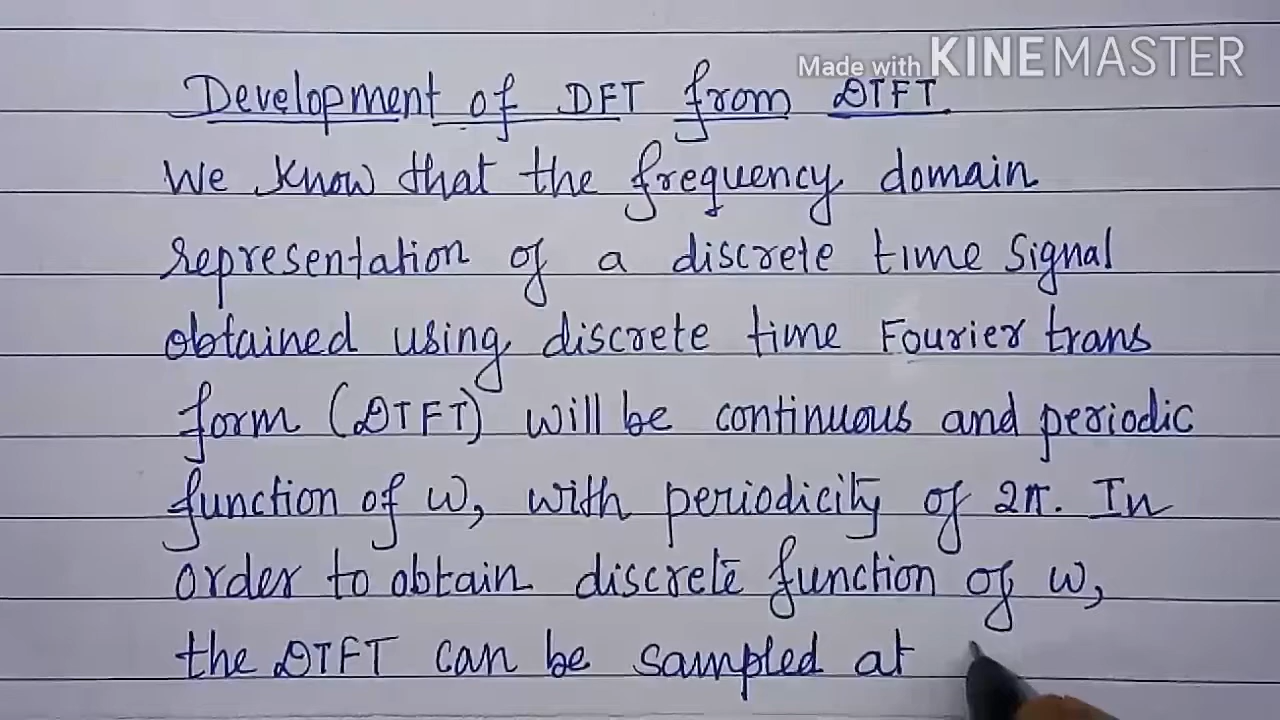 Made with KINEMASTER
Development of DFT from DTFT
We know that the frequency domain
representation of a discrete time signal
obtained using discrete time Fourier trans
form (DTFT) will be continuous and periodic
function of ω, with periodicity of 2π. In
order to obtain discrete function of ω,
the DTFT can be sampled at